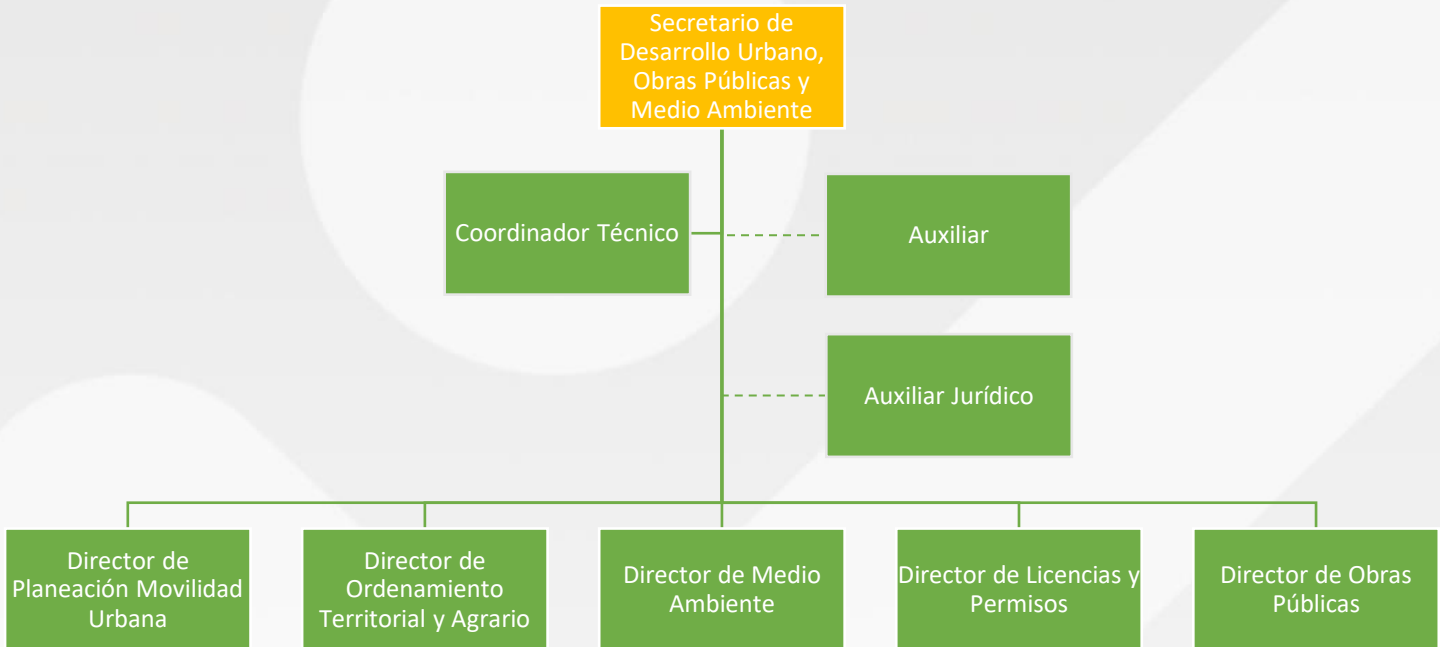 Secretario de
Desarrollo Urbano,
Obras Públicas y
Medio Ambiente
Coordinador Técnico
Auxiliar
Auxiliar Jurídico
Director de
Planeación Movilidad
Urbana
Director de
Ordenamiento
Territorial y Agrario
Director de Medio
Ambiente
Director de Licencias y
Permisos
Director de Obras
Públicas